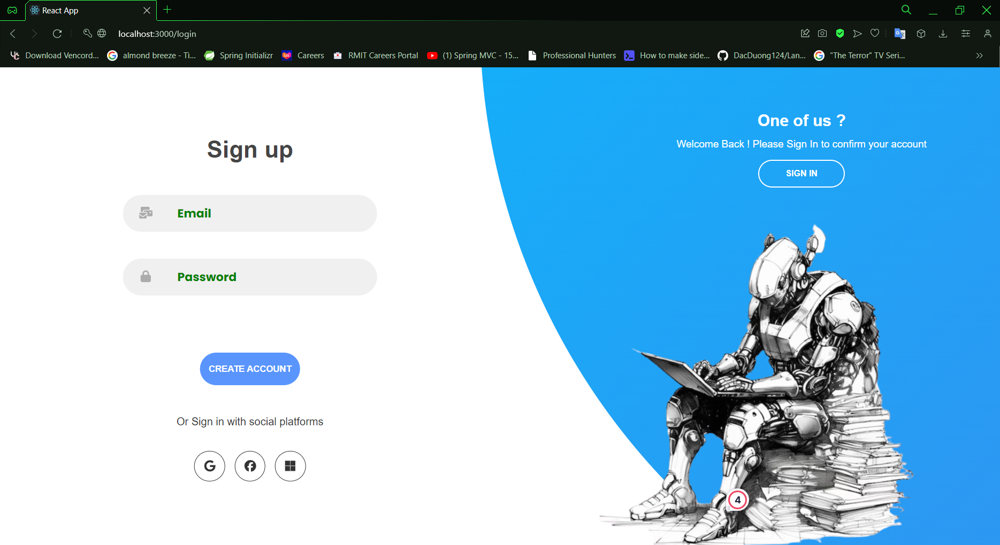 React App
localhost:3000/login
Download Vencord...
almond breeze - Ti...
Spring Initializr
Careers
RMIT Careers Portal
(1) Spring MVC - 15...
Professional Hunters
How to make side...
DacDuong124/Lan...
"The Terror" TV Seri...
One of us ?
Welcome Back ! Please Sign In to confirm your account
SIGN IN
Sign up
Email
Password
CREATE ACCOUNT
Or Sign in with social platforms
4